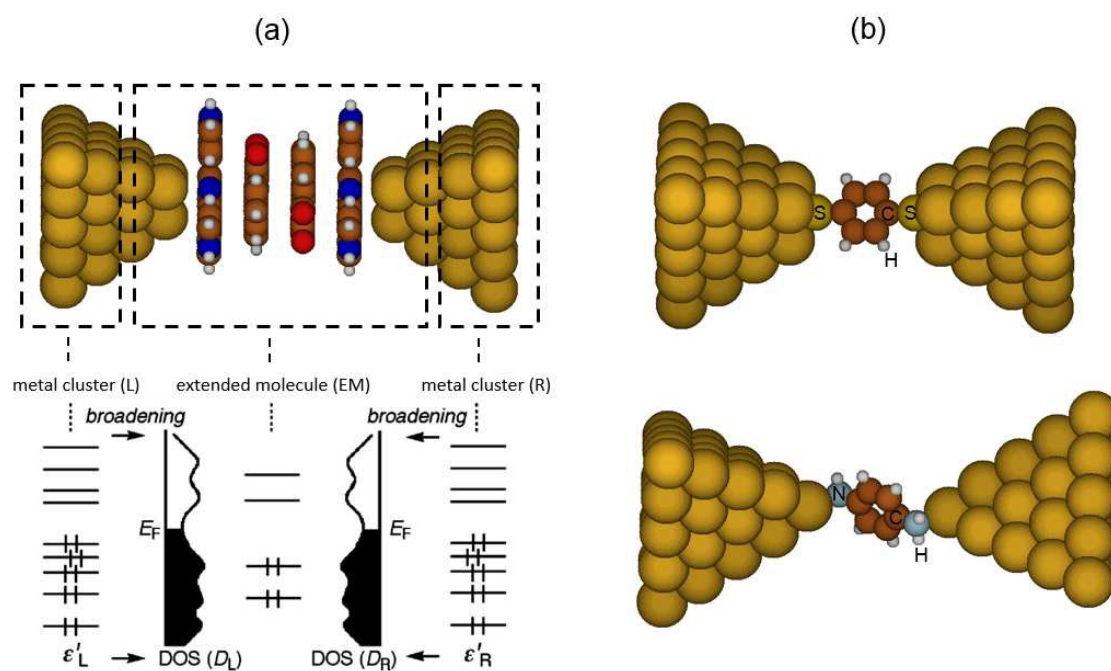 (a)
(b)
S
C
S
H
metal cluster (L)
extended molecule (EM)
metal cluster (R)
broadening
broadening
E_F
E_F
N
C
H
ε'_L
DOS (D_L)
DOS (D_R)
ε'_R